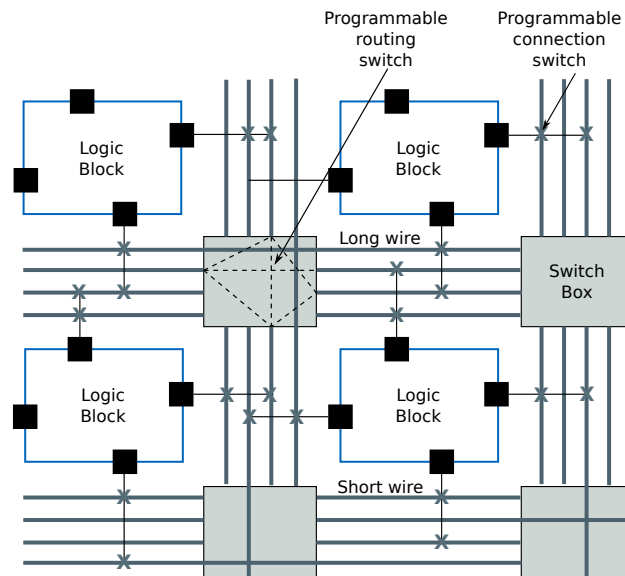 Programmable
routing
switch
Programmable
connection
switch
Logic
Block
Logic
Block
Long wire
Switch
Box
Logic
Block
Logic
Block
Short wire